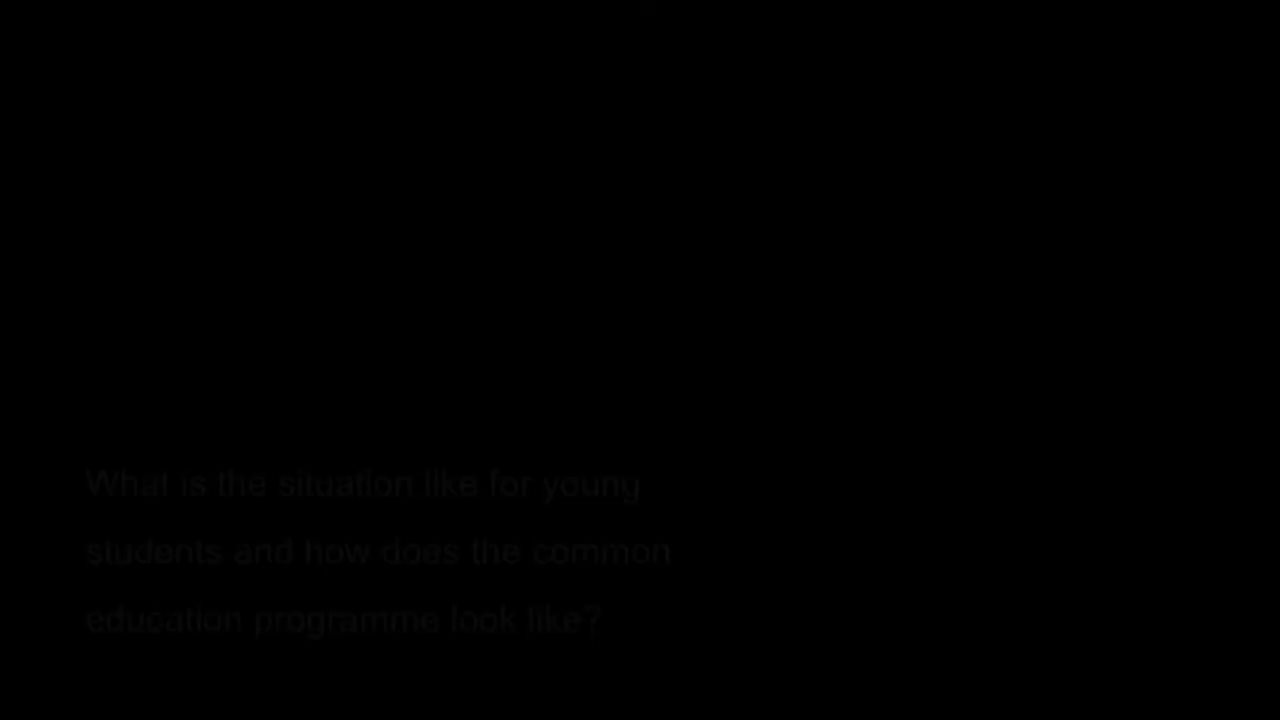 What is the situation like for young
students and how does the common
education programme look like?